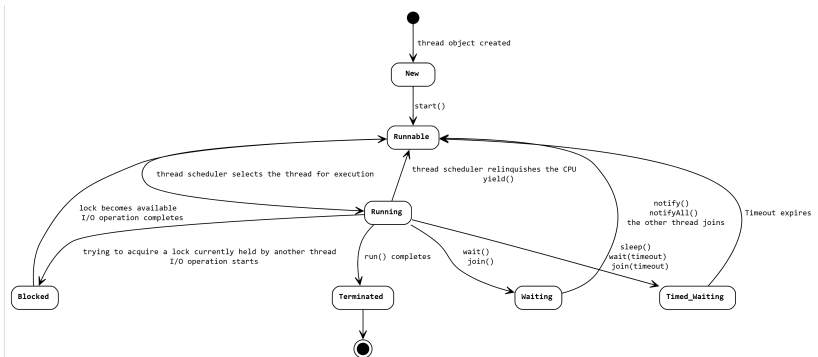 thread object created
New
start()
Runnable
thread scheduler selects the thread for execution
thread scheduler relinquishes the CPU
yield()
lock becomes available
I/O operation completes
Running
notify()
notifyAll()
the other thread joins
Timeout expires
trying to acquire a lock currently held by another thread
I/O operation starts
run() completes
wait()
join()
sleep()
wait(timeout)
join(timeout)
Blocked
Terminated
Waiting
Timed_Waiting